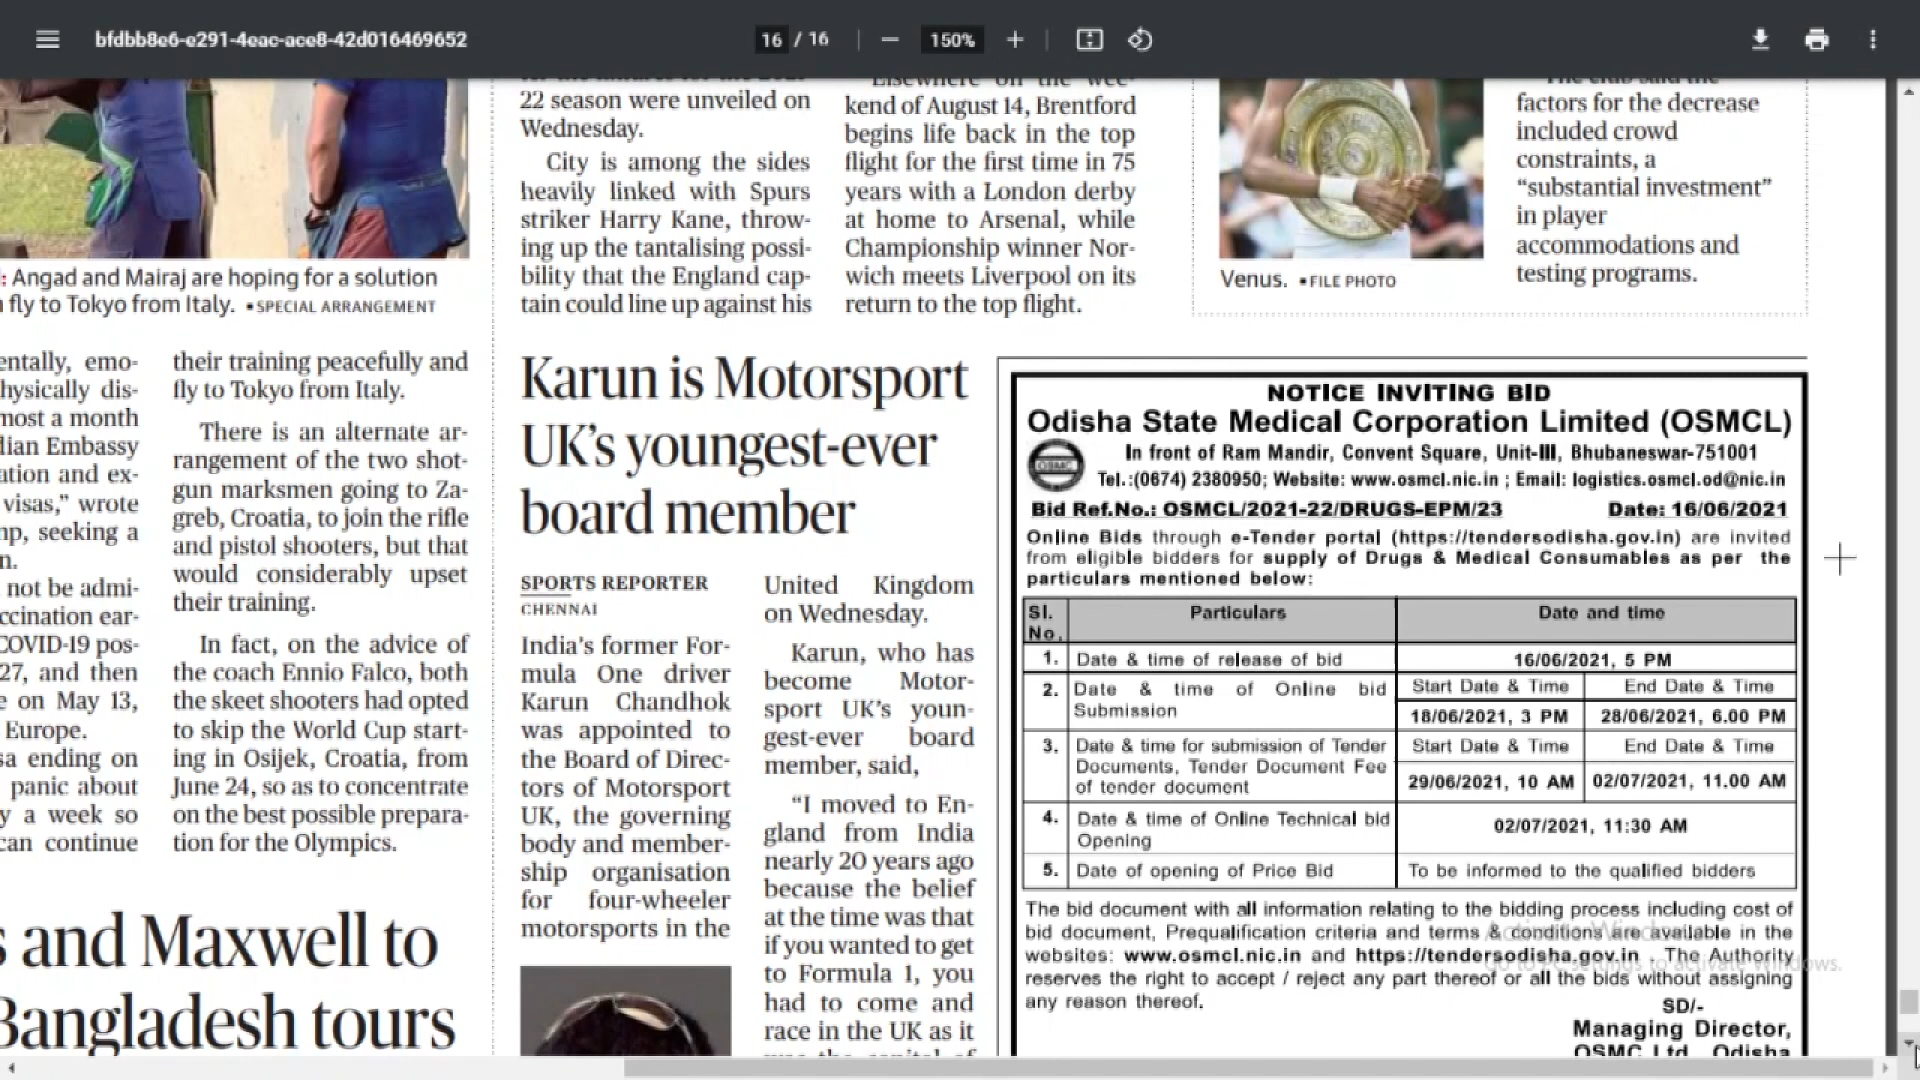 bfdbb8e6-e291-4eac-ace8-42d016469652
16 / 16
150%
Angad and Mairaj are hoping for a solution
fly to Tokyo from Italy. • SPECIAL ARRANGEMENT
entally, emo-
hysically dis-
most a month
dian Embassy
ation and ex-
visas,” wrote
mp, seeking a
n.
not be admi-
ccination ear-
COVID-19 pos-
27, and then
e on May 13,
Europe.
sa ending on
panic about
y a week so
can continue
their training peacefully and
fly to Tokyo from Italy.
There is an alternate ar-
rangement of the two shot-
gun marksmen going to Za-
greb, Croatia, to join the rifle
and pistol shooters, but that
would considerably upset
their training.
In fact, on the advice of
the coach Ennio Falco, both
the skeet shooters had opted
to skip the World Cup start-
ing in Osijek, Croatia, from
June 24, so as to concentrate
on the best possible prepara-
tion for the Olympics.
s and Maxwell to
Bangladesh tours
22 season were unveiled on
Wednesday.
City is among the sides
heavily linked with Spurs
striker Harry Kane, throw-
ing up the tantalising possi-
bility that the England cap-
tain could line up against his
Elsewhere on the wee-
kend of August 14, Brentford
begins life back in the top
flight for the first time in 75
years with a London derby
at home to Arsenal, while
Championship winner Nor-
wich meets Liverpool on its
return to the top flight.
Venus. • FILE PHOTO
The club said the
factors for the decrease
included crowd
constraints, a
“substantial investment”
in player
accommodations and
testing programs.
Karun is Motorsport
UK’s youngest-ever
board member
SPORTS REPORTER
CHENNAI
India’s former For-
mula One driver
Karun Chandhok
was appointed to
the Board of Direc-
tors of Motorsport
UK, the governing
body and member-
ship organisation
for four-wheeler
motorsports in the
United Kingdom
on Wednesday.
Karun, who has
become Motor-
sport UK’s youn-
gest-ever board
member, said,
“I moved to En-
gland from India
nearly 20 years ago
because the belief
at the time was that
if you wanted to get
to Formula 1, you
had to come and
race in the UK as it
NOTICE INVITING BID
Odisha State Medical Corporation Limited (OSMCL)
OSMC
In front of Ram Mandir, Convent Square, Unit-III, Bhubaneswar-751001
Tel.:(0674) 2380950; Website: www.osmcl.nic.in ; Email: logistics.osmcl.od@nic.in
Bid Ref.No.: OSMCL/2021-22/DRUGS-EPM/23 Date: 16/06/2021
Online Bids through e-Tender portal (https://tendersodisha.gov.in) are invited
from eligible bidders for supply of Drugs & Medical Consumables as per the
particulars mentioned below:
Sl. No. Particulars Date and time
1. Date & time of release of bid 16/06/2021, 5 PM
2. Date & time of Online bid Submission
Start Date & Time End Date & Time
18/06/2021, 3 PM 28/06/2021, 6.00 PM
3. Date & time for submission of Tender
Documents, Tender Document Fee
of tender document
Start Date & Time End Date & Time
29/06/2021, 10 AM 02/07/2021, 11.00 AM
4. Date & time of Online Technical bid
Opening
02/07/2021, 11:30 AM
5. Date of opening of Price Bid To be informed to the qualified bidders
The bid document with all information relating to the bidding process including cost of
bid document, Prequalification criteria and terms & conditions are available in the
websites: www.osmcl.nic.in and https://tendersodisha.gov.in . The Authority
reserves the right to accept / reject any part thereof or all the bids without assigning
any reason thereof.
SD/-
Managing Director,
OSMC Ltd., Odisha
Activate Windows
Go to PC settings to activate Windows.